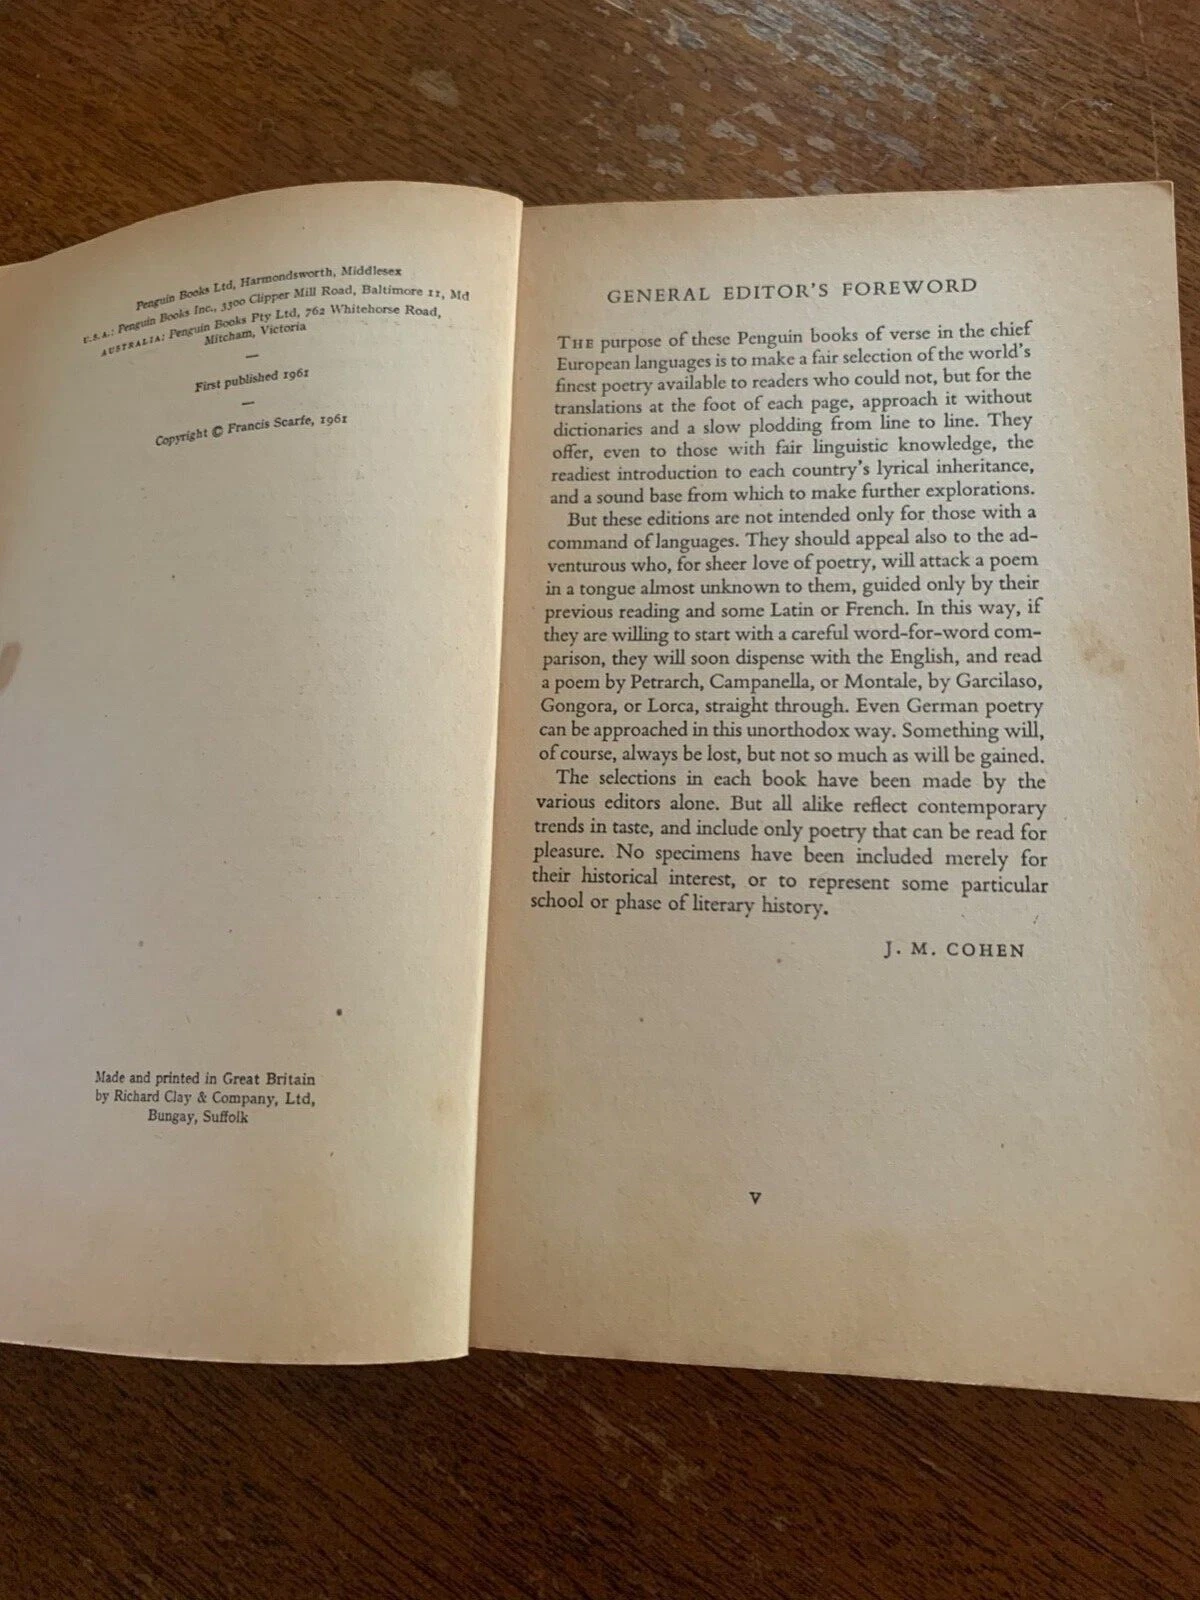 Penguin Books Ltd, Harmondsworth, Middlesex
U.S.A.: Penguin Books Inc., 3300 Clipper Mill Road, Baltimore 11, Md
AUSTRALIA: Penguin Books Pty Ltd, 762 Whitehorse Road,
Mitcham, Victoria
—
First published 1961
—
Copyright © Francis Scarfe, 1961
Made and printed in Great Britain
by Richard Clay & Company, Ltd,
Bungay, Suffolk
GENERAL EDITOR'S FOREWORD
THE purpose of these Penguin books of verse in the chief
European languages is to make a fair selection of the world's
finest poetry available to readers who could not, but for the
translations at the foot of each page, approach it without
dictionaries and a slow plodding from line to line. They
offer, even to those with fair linguistic knowledge, the
readiest introduction to each country's lyrical inheritance,
and a sound base from which to make further explorations.
But these editions are not intended only for those with a
command of languages. They should appeal also to the ad-
venturous who, for sheer love of poetry, will attack a poem
in a tongue almost unknown to them, guided only by their
previous reading and some Latin or French. In this way, if
they are willing to start with a careful word-for-word com-
parison, they will soon dispense with the English, and read
a poem by Petrarch, Campanella, or Montale, by Garcilaso,
Gongora, or Lorca, straight through. Even German poetry
can be approached in this unorthodox way. Something will,
of course, always be lost, but not so much as will be gained.
The selections in each book have been made by the
various editors alone. But all alike reflect contemporary
trends in taste, and include only poetry that can be read for
pleasure. No specimens have been included merely for
their historical interest, or to represent some particular
school or phase of literary history.
J. M. COHEN
V